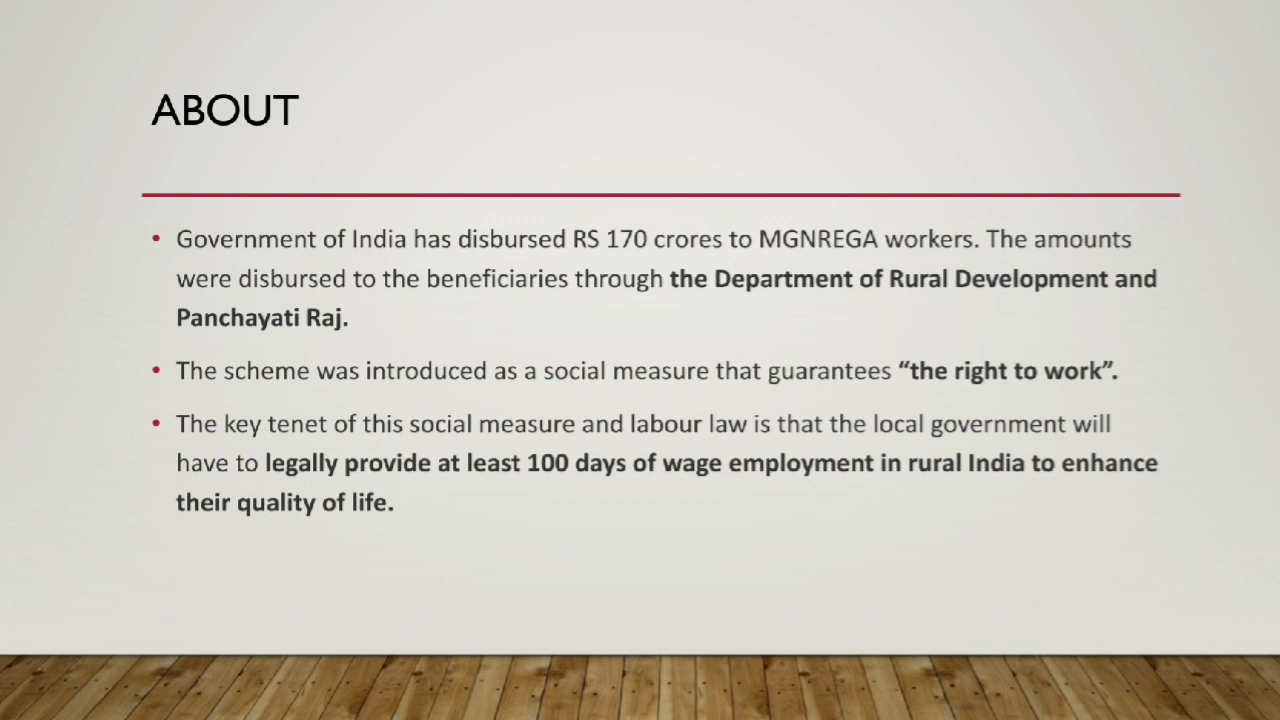 ABOUT
• Government of India has disbursed RS 170 crores to MGNREGA workers. The amounts
were disbursed to the beneficiaries through the Department of Rural Development and
Panchayati Raj.
• The scheme was introduced as a social measure that guarantees “the right to work”.
• The key tenet of this social measure and labour law is that the local government will
have to legally provide at least 100 days of wage employment in rural India to enhance
their quality of life.